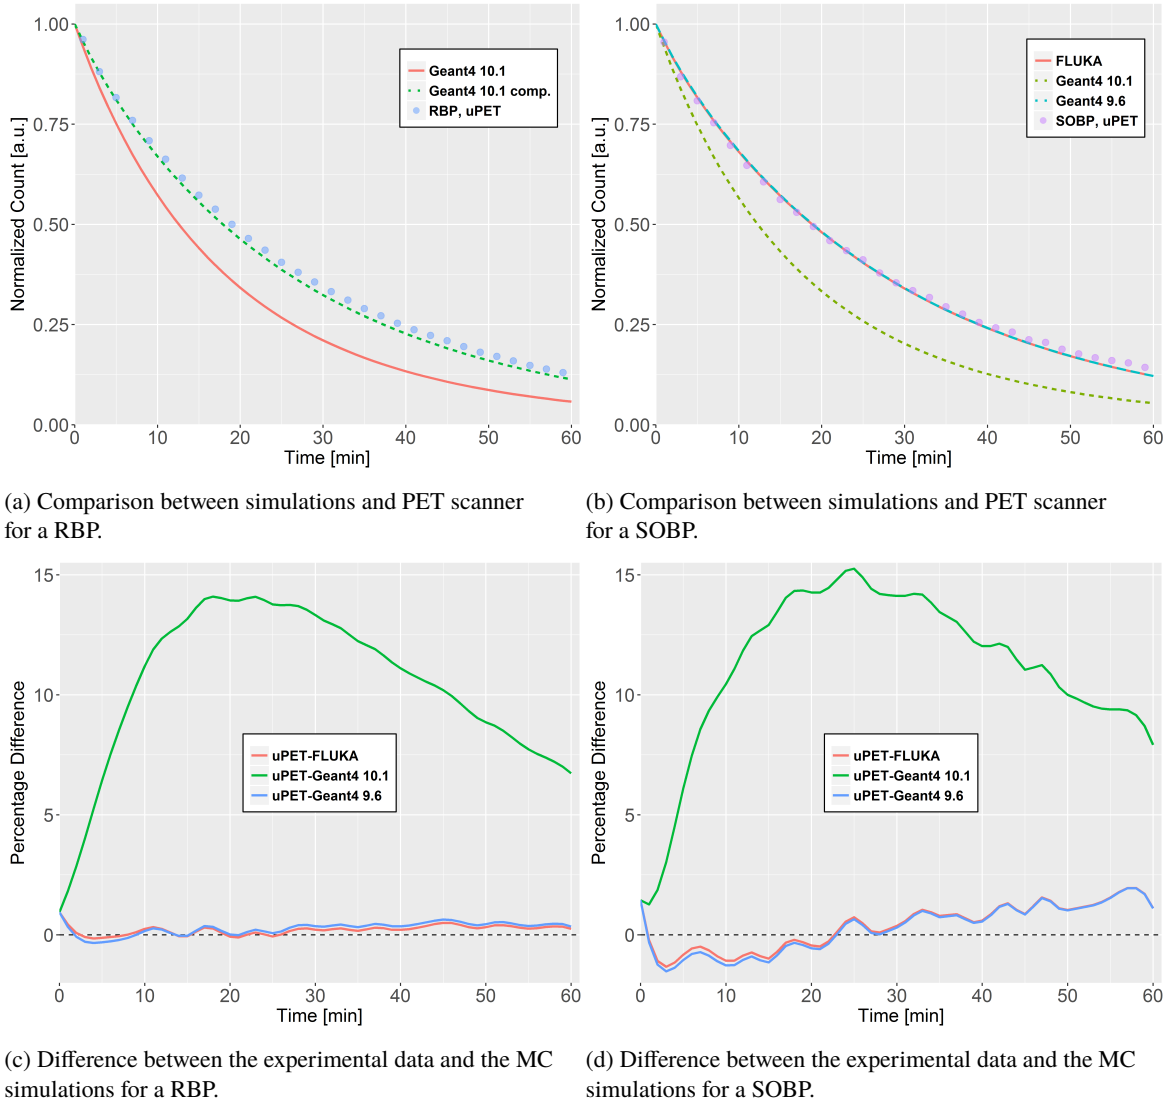 1.00
0.75
0.50
0.25
0.00
Normalized Count [a.u.]
0
10
20
30
40
50
60
Time [min]
Geant4 10.1
Geant4 10.1 comp.
RBP, uPET
1.00
0.75
0.50
0.25
0.00
Normalized Count [a.u.]
0
10
20
30
40
50
60
Time [min]
FLUKA
Geant4 10.1
Geant4 9.6
SOBP, uPET
(a) Comparison between simulations and PET scanner
for a RBP.
(b) Comparison between simulations and PET scanner
for a SOBP.
15
10
5
0
Percentage Difference
0
10
20
30
40
50
60
Time [min]
uPET-FLUKA
uPET-Geant4 10.1
uPET-Geant4 9.6
15
10
5
0
Percentage Difference
0
10
20
30
40
50
60
Time [min]
uPET-FLUKA
uPET-Geant4 10.1
uPET-Geant4 9.6
(c) Difference between the experimental data and the MC
simulations for a RBP.
(d) Difference between the experimental data and the MC
simulations for a SOBP.